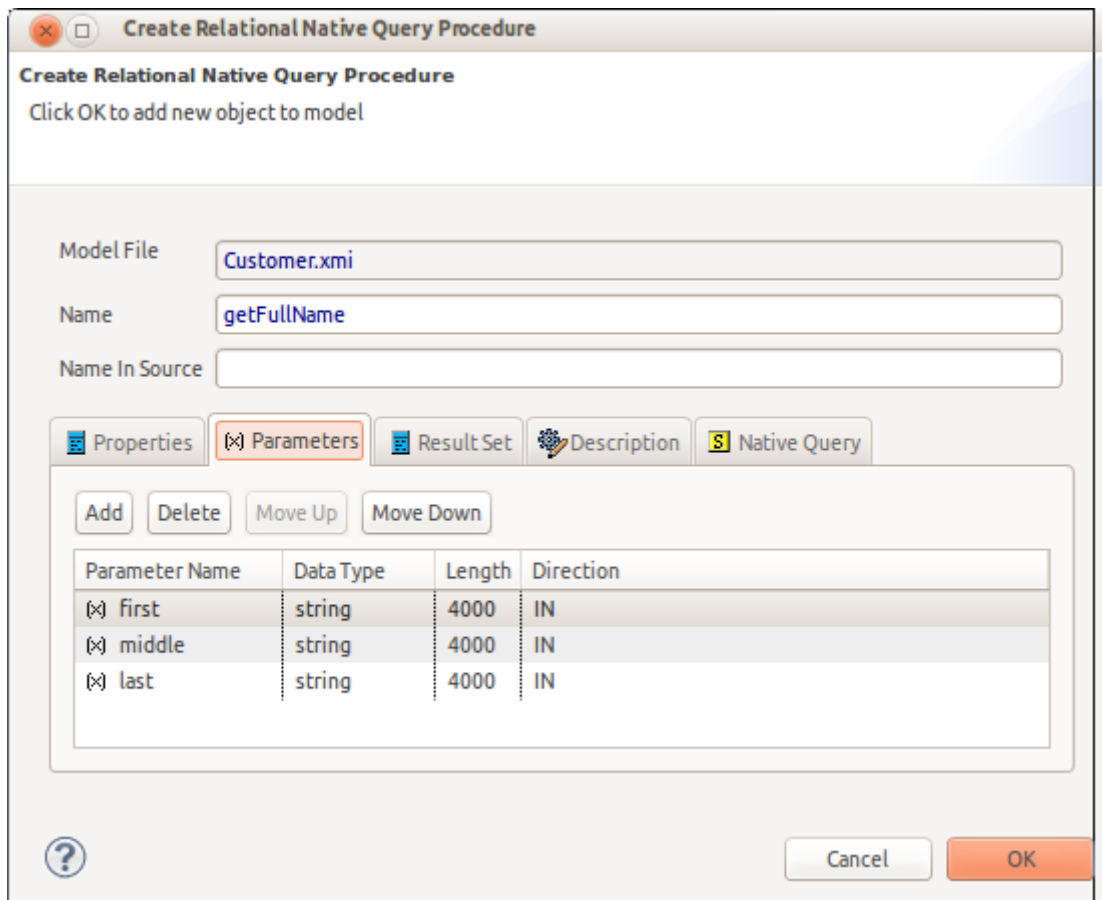 Create Relational Native Query Procedure
Create Relational Native Query Procedure
Click OK to add new object to model
Model File Customer.xmi
Name getFullName
Name In Source
Properties (x) Parameters Result Set Description S Native Query
Add Delete Move Up Move Down
Parameter Name Data Type Length Direction
(x) first string 4000 IN
(x) middle string 4000 IN
(x) last string 4000 IN
? Cancel OK